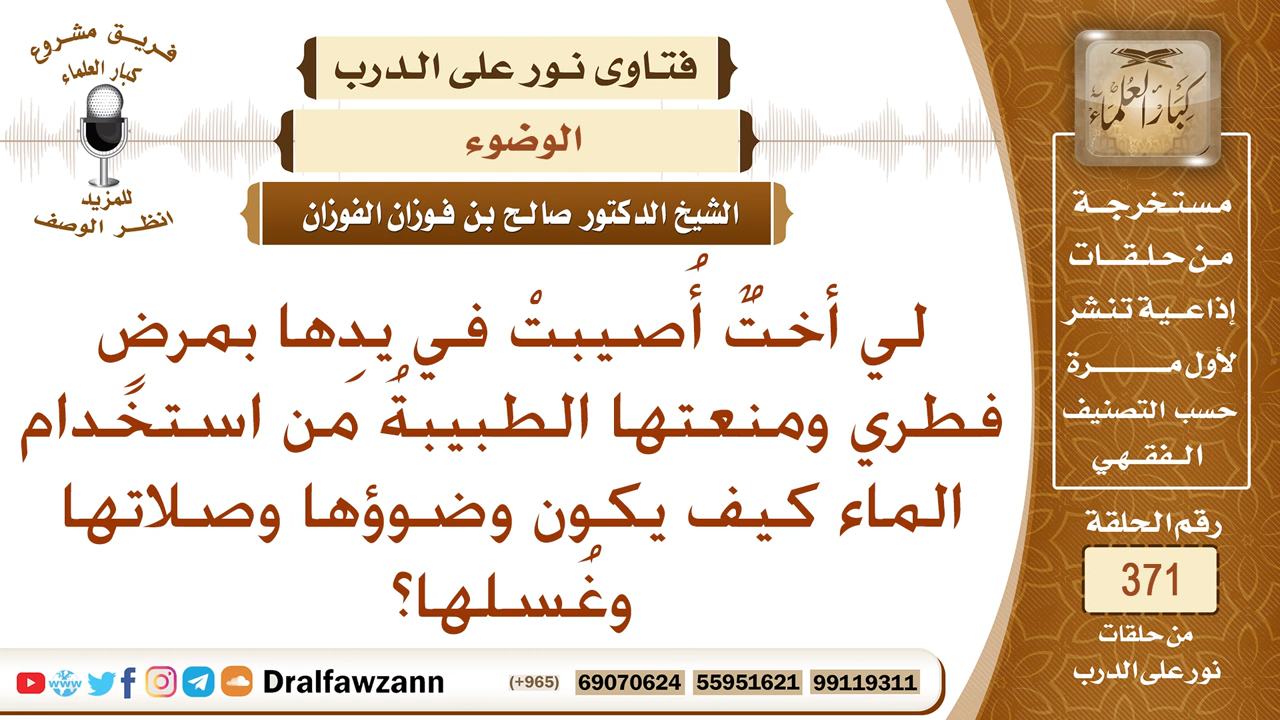 فريق مشروع
كبار العلماء
للمزيد
انظر الوصف
فتاوى نور على الدرب
الوضوء
الشيخ الدكتور صالح بن فوزان الفوزان
لي أختٌ أُصيبتْ في يدِها بمرض
فطري ومنعتها الطبيبةُ من استخدام
الماء كيف يكون وضوؤها وصلاتها
وغُسلها؟
كبار العلماء
مستخرجة
من حلقات
إذاعية تنشر
لأول مرة
حسب التصنيف
الفقهي
رقم الحلقة
371
من حلقات
نور على الدرب
www
Dralfawzann
(+965) 69070624 55951621 99119311